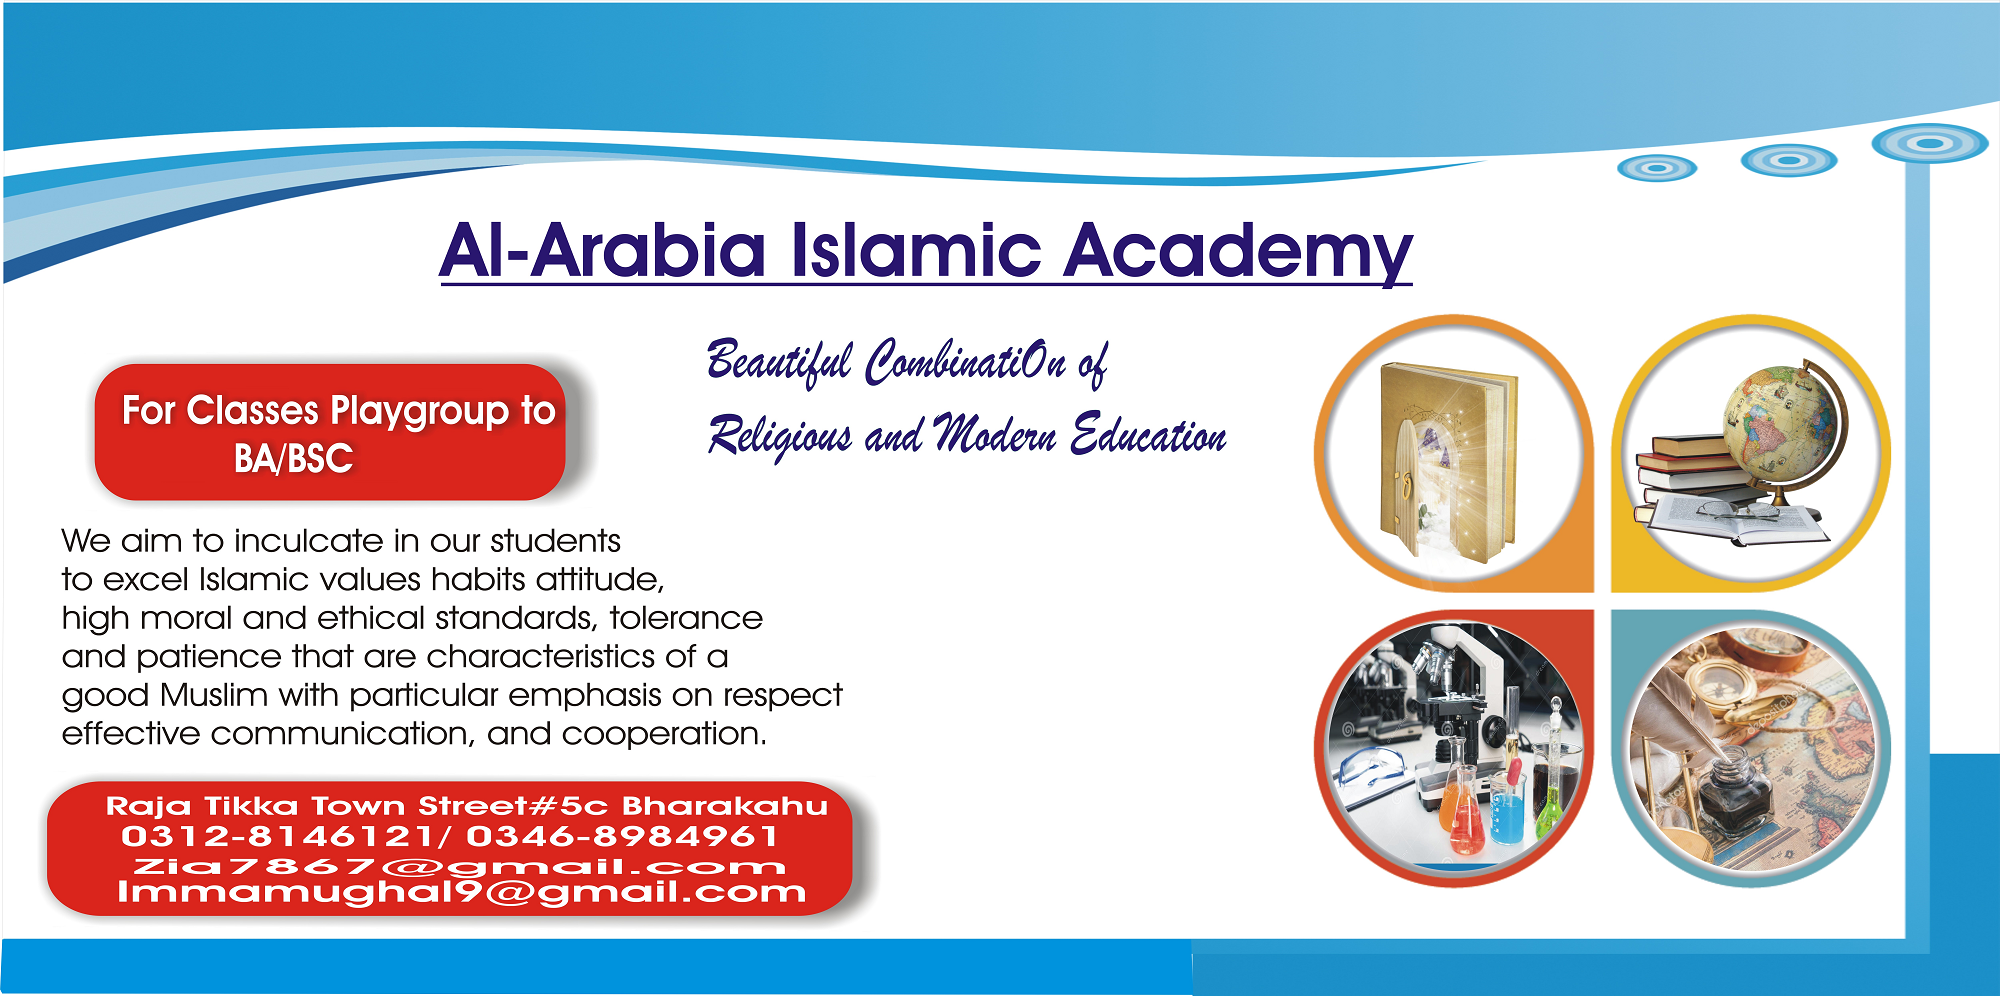 Al-Arabia Islamic Academy
Beautiful CombinatiOn of
Religious and Modern Education
For Classes Playgroup to
BA/BSC
We aim to inculcate in our students
to excel Islamic values habits attitude,
high moral and ethical standards, tolerance
and patience that are characteristics of a
good Muslim with particular emphasis on respect
effective communication, and cooperation.
Raja Tikka Town Street#5c Bharakahu
0312-8146121/ 0346-8984961
Zia7867@gmail.com
Immamughal9@gmail.com